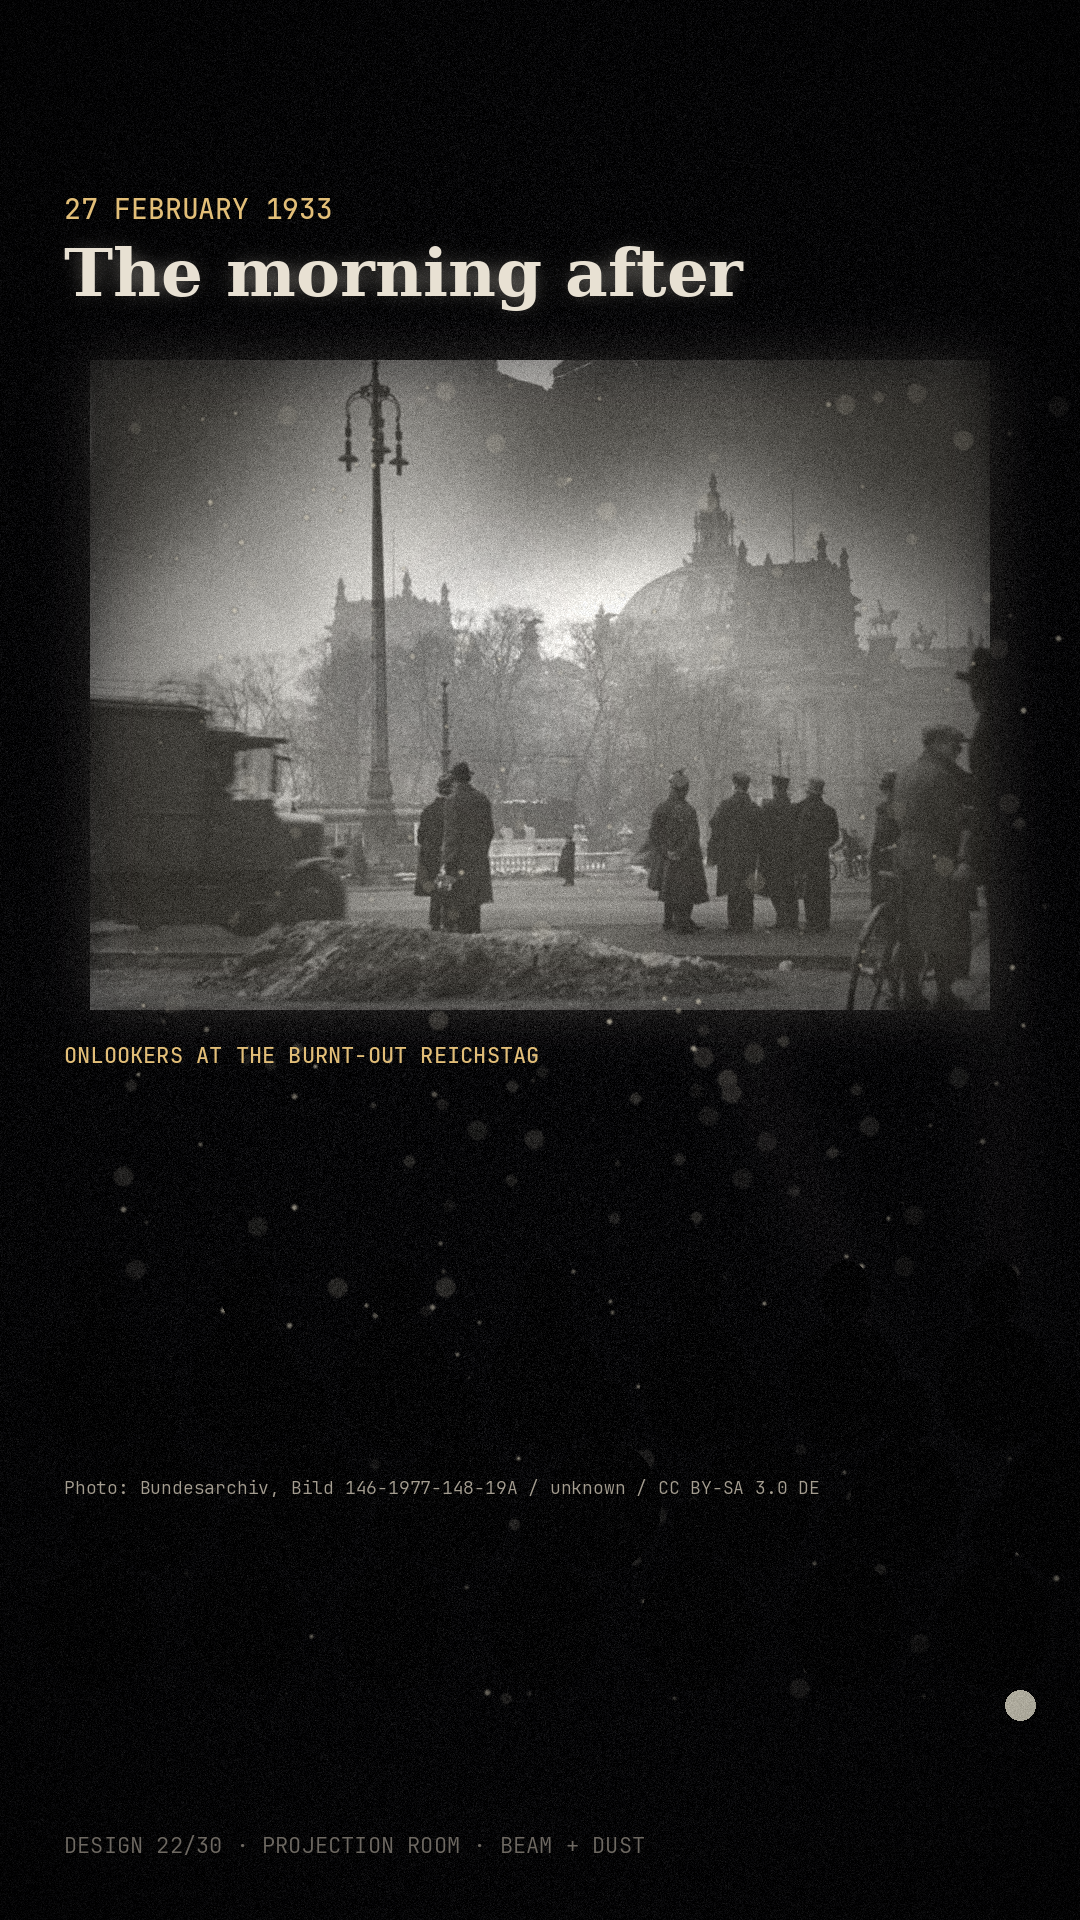 27 FEBRUARY 1933
The morning after
ONLOOKERS AT THE BURNT-OUT REICHSTAG
Photo: Bundesarchiv, Bild 146-1977-148-19A / unknown / CC BY-SA 3.0 DE
DESIGN 22/30 · PROJECTION ROOM · BEAM + DUST